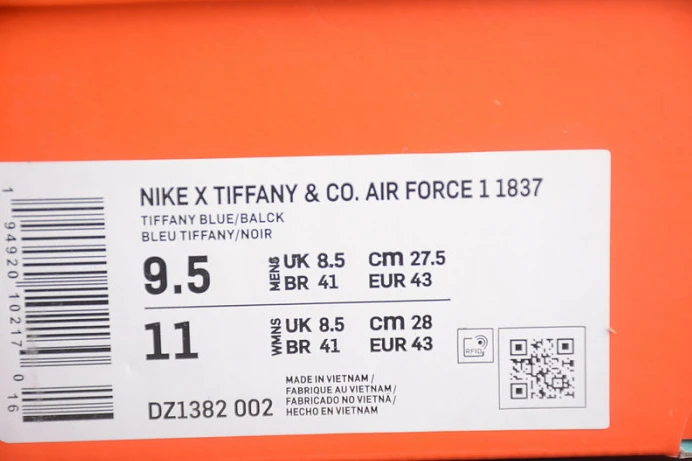 NIKE X TIFFANY & CO. AIR FORCE 1 1837
TIFFANY BLUE/BALCK
BLEU TIFFANY/NOIR
9.5 MENS UK 8.5 cm 27.5
BR 41 EUR 43
11 WMNS UK 8.5 cm 28
BR 41 EUR 43
RFID
MADE IN VIETNAM /
FABRIQUE AU VIETNAM /
FABRICADO NO VIETNÁ /
HECHO EN VIETNAM
DZ1382 002
1 94920 10217 0 16